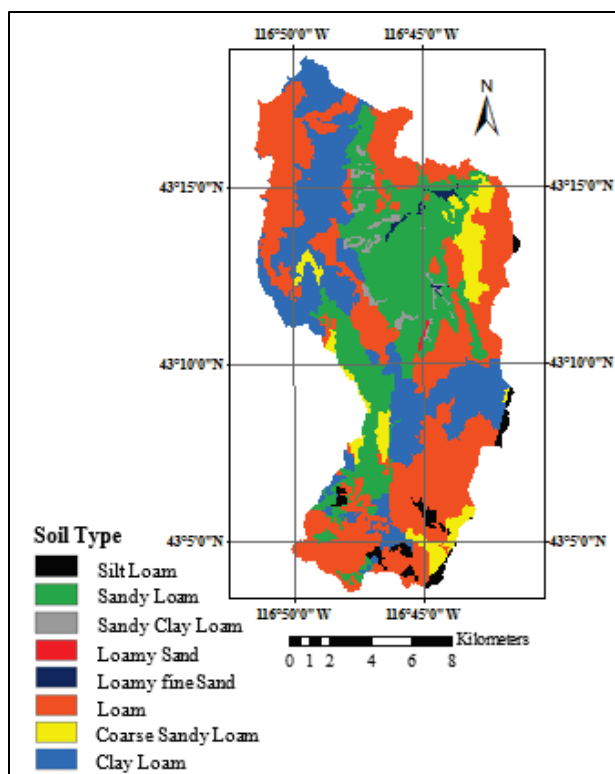 116°50'0" W 116°45'0"W
N
43°15'0"N 43°15'0"N
43°10'0"N 43°10'0"N
43°5'0"N 43°5'0"N
116°50'0"W 116°45'0"W
Kilometers
0 1 2 4 6 8
Soil Type
Silt Loam
Sandy Loam
Sandy Clay Loam
Loamy Sand
Loamy fine Sand
Loam
Coarse Sandy Loam
Clay Loam